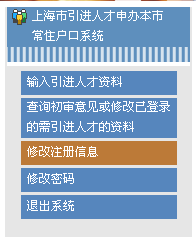 上海市引进人才申办本市
常住户口系统
输入引进人才资料
查询初审意见或修改已登录
的需引进人才的资料
修改注册信息
修改密码
退出系统